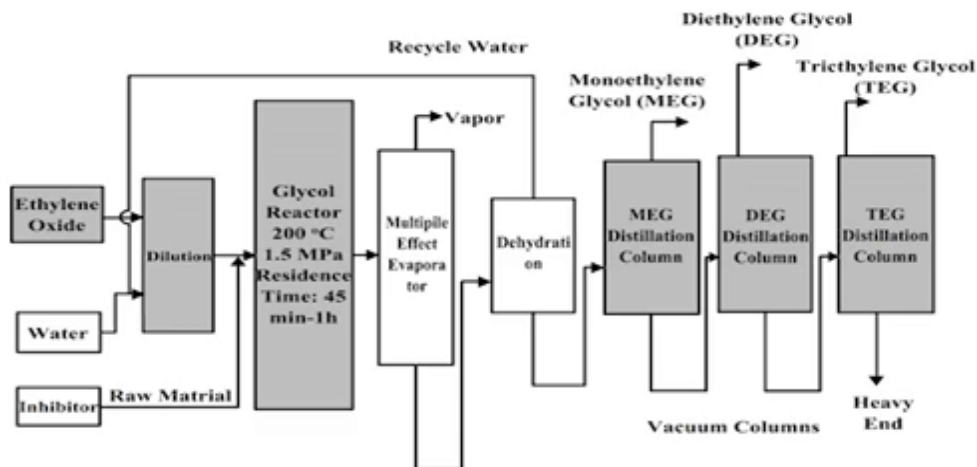 Recycle Water
Diethylene Glycol
(DEG)
Monoethylene
Glycol (MEG)
Tricthylene Glycol
(TEG)
Vapor
Ethylene
Oxide
Dilution
Water
Inhibitor
Raw Matrial
Glycol
Reactor
200 °C
1.5 MPa
Residence
Time: 45
min-1h
Multipile
Effect
Evapora
tor
Dehydrati
on
MEG
Distillation
Column
DEG
Distillation
Column
TEG
Distillation
Column
Vacuum Columns
Heavy
End